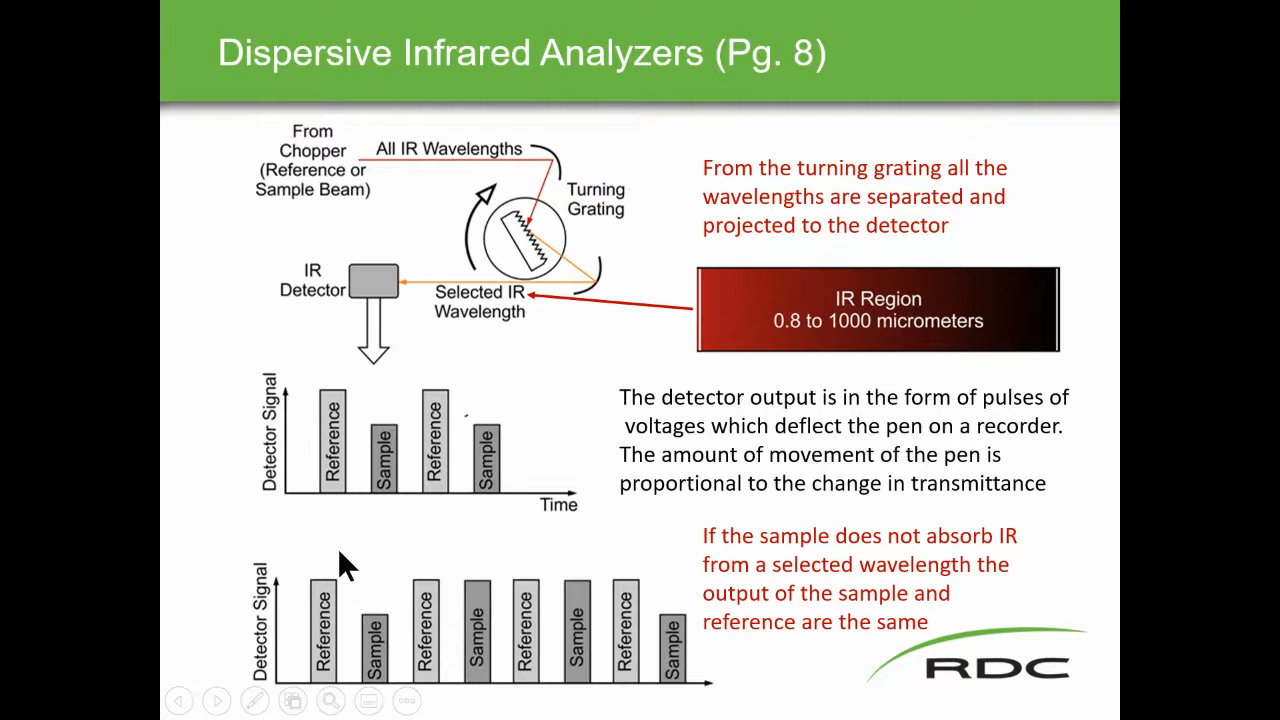 Dispersive Infrared Analyzers (Pg. 8)
From
Chopper
(Reference or
Sample Beam)
All IR Wavelengths
Turning
Grating
IR
Detector
Selected IR
Wavelength
From the turning grating all the
wavelengths are separated and
projected to the detector
IR Region
0.8 to 1000 micrometers
Detector Signal
Reference
Sample
Reference
Sample
Time
The detector output is in the form of pulses of
voltages which deflect the pen on a recorder.
The amount of movement of the pen is
proportional to the change in transmittance
Detector Signal
Reference
Sample
Reference
Sample
Reference
Sample
Reference
Sample
If the sample does not absorb IR
from a selected wavelength the
output of the sample and
reference are the same
RDC